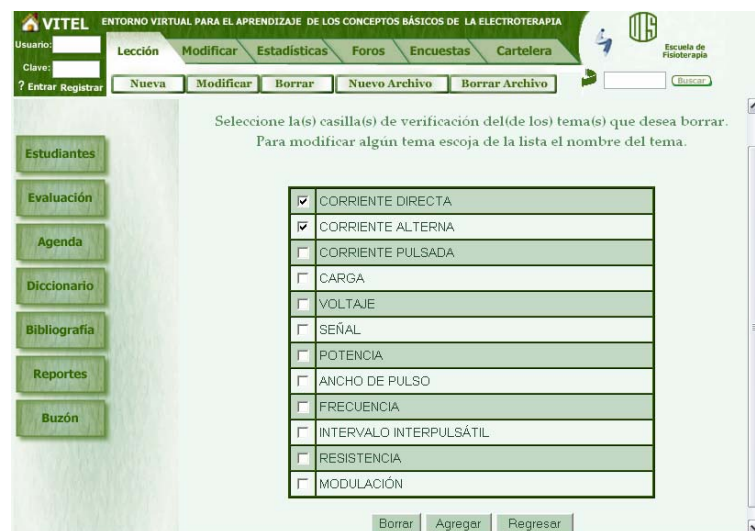 VITEL ENTORNO VIRTUAL PARA EL APRENDIZAJE DE LOS CONCEPTOS BÁSICOS DE LA ELECTROTERAPIA
Usuario:
Clave:
? Entrar Registrar
Lección Modificar Estadísticas Foros Encuestas Cartelera
Escuela de
Fisioterapia
Nueva Modificar Borrar Nuevo Archivo Borrar Archivo
Buscar
Estudiantes
Evaluación
Agenda
Diccionario
Bibliografía
Reportes
Buzón
Seleccione la(s) casilla(s) de verificación del(de los) tema(s) que desea borrar.
Para modificar algún tema escoja de la lista el nombre del tema.
CORRIENTE DIRECTA
CORRIENTE ALTERNA
CORRIENTE PULSADA
CARGA
VOLTAJE
SEÑAL
POTENCIA
ANCHO DE PULSO
FRECUENCIA
INTERVALO INTERPULSÁTIL
RESISTENCIA
MODULACIÓN
Borrar Agregar Regresar